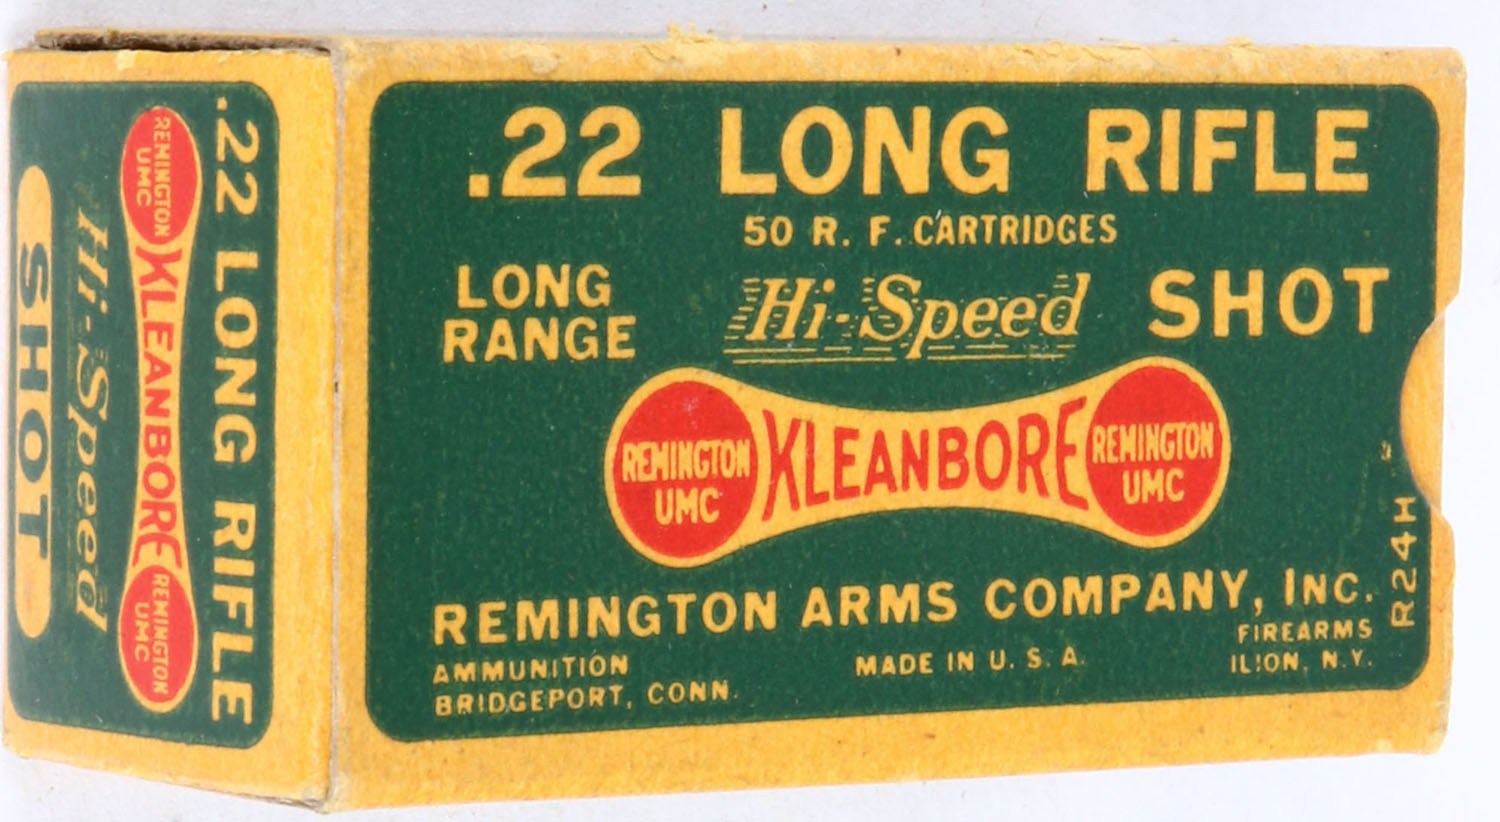 .22 LONG RIFLE
REMINGTON
UMC
KLEANBORE
REMINGTON
UMC
Hi-Speed
SHOT
.22 LONG RIFLE
50 R. F. CARTRIDGES
LONG
RANGE
Hi-Speed
SHOT
REMINGTON
UMC
KLEANBORE
REMINGTON
UMC
REMINGTON ARMS COMPANY, INC.
AMMUNITION
BRIDGEPORT, CONN.
MADE IN U. S. A.
FIREARMS
ILION, N. Y.
R24H